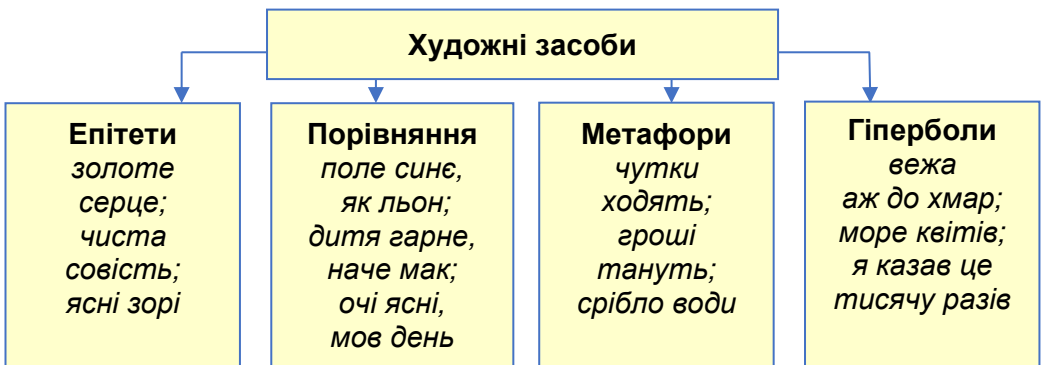 Художні засоби
Епітети
золоте
серце;
чиста
совість;
ясні зорі
Порівняння
поле синє,
як льон;
дитя гарне,
наче мак;
очі ясні,
мов день
Метафори
чутки
ходять;
гроші
тануть;
срібло води
Гіперболи
вежа
аж до хмар;
море квітів;
я казав це
тисячу разів